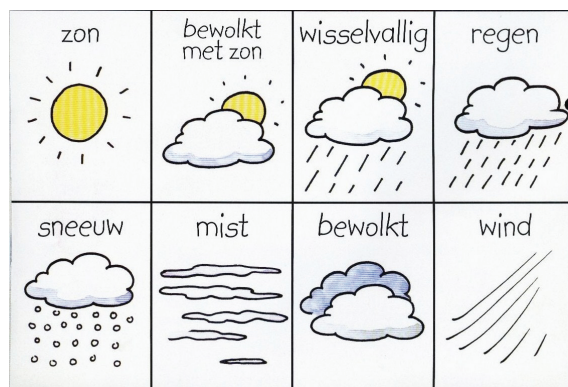 zon
bewolkt
met zon
wisselvallig
regen
sneeuw
mist
bewolkt
wind